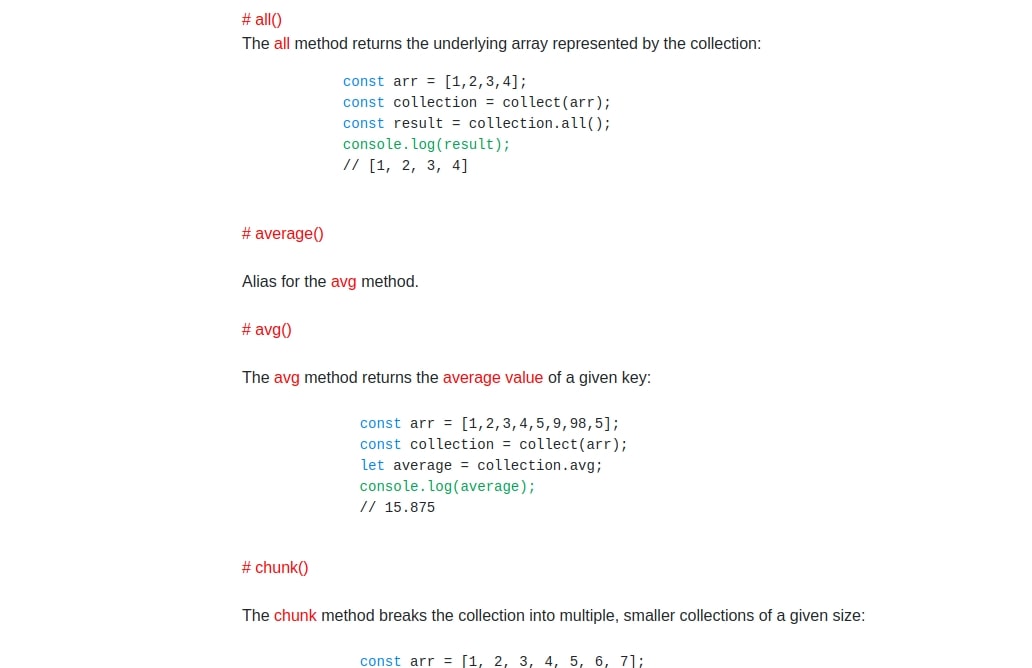 # all()
The all method returns the underlying array represented by the collection:
const arr = [1,2,3,4];
const collection = collect(arr);
const result = collection.all();
console.log(result);
// [1, 2, 3, 4]
# average()
Alias for the avg method.
# avg()
The avg method returns the average value of a given key:
const arr = [1,2,3,4,5,9,98,5];
const collection = collect(arr);
let average = collection.avg;
console.log(average);
// 15.875
# chunk()
The chunk method breaks the collection into multiple, smaller collections of a given size:
const arr = [1, 2, 3, 4, 5, 6, 7];